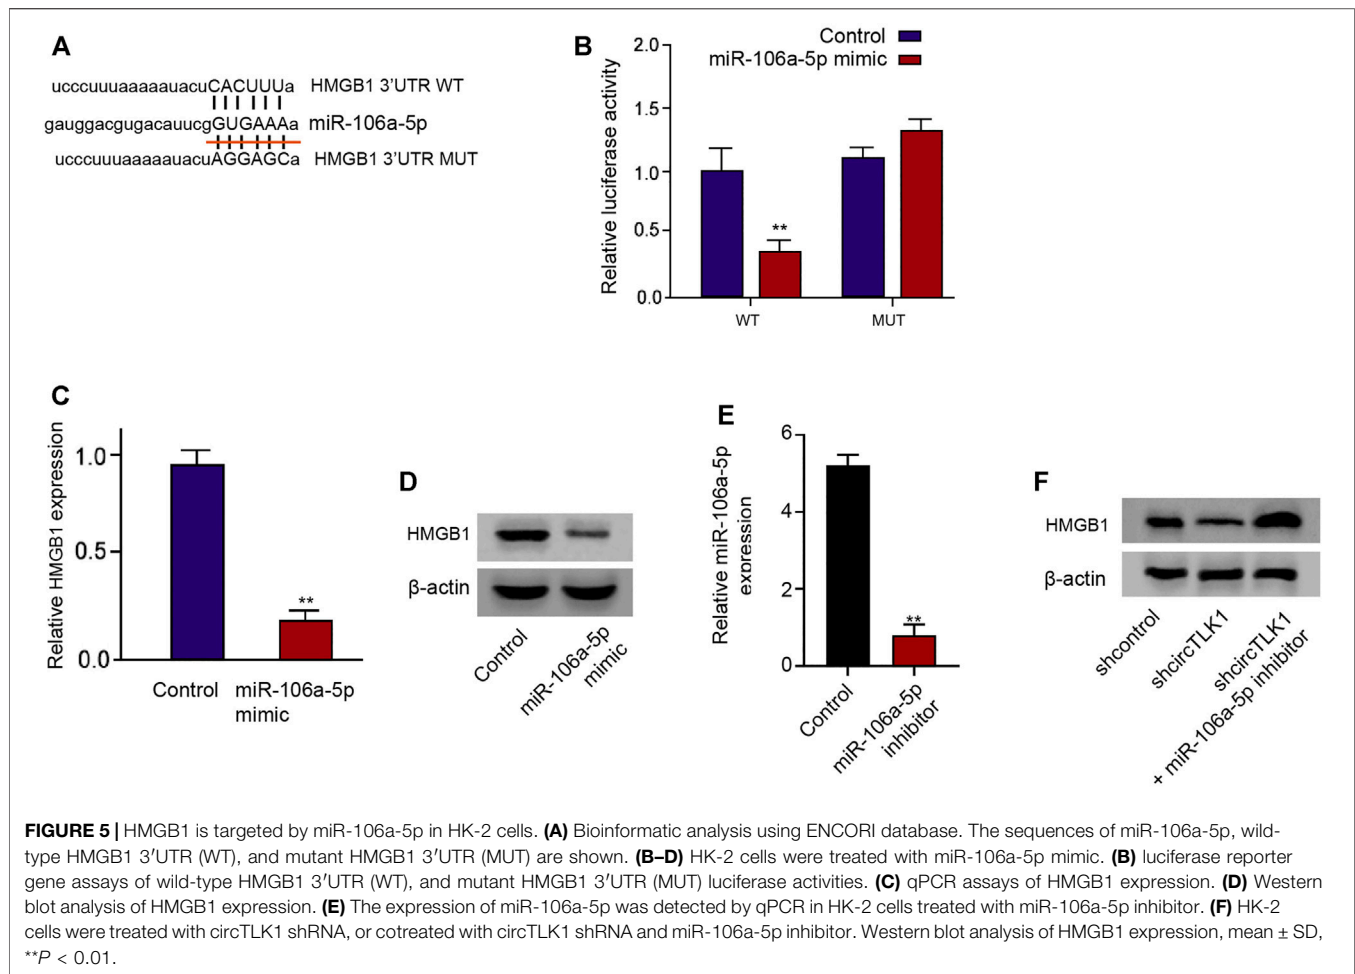 A
ucccuuuaaaaauacuCACUUUa HMGB1 3'UTR WT
gauggacgugacauucgGUGAAAa miR-106a-5p
ucccuuuaaaaauacuAGGAGCa HMGB1 3'UTR MUT
B
Control
miR-106a-5p mimic
Relative luciferase activity
2.0
1.5
1.0
0.5
0.0
**
WT MUT
C
Relative HMGB1 expression
1.0
0.5
0.0
**
Control miR-106a-5p
mimic
D
HMGB1
β-actin
Control
miR-106a-5p
mimic
E
Relative miR-106a-5p
expression
6
4
2
0
**
Control
miR-106a-5p
inhibitor
F
HMGB1
β-actin
shcontrol
shcircTLK1
shcircTLK1
+ miR-106a-5p inhibitor
FIGURE 5 | HMGB1 is targeted by miR-106a-5p in HK-2 cells. (A) Bioinformatic analysis using ENCORI database. The sequences of miR-106a-5p, wild-
type HMGB1 3′UTR (WT), and mutant HMGB1 3′UTR (MUT) are shown. (B–D) HK-2 cells were treated with miR-106a-5p mimic. (B) luciferase reporter
gene assays of wild-type HMGB1 3′UTR (WT), and mutant HMGB1 3′UTR (MUT) luciferase activities. (C) qPCR assays of HMGB1 expression. (D) Western
blot analysis of HMGB1 expression. (E) The expression of miR-106a-5p was detected by qPCR in HK-2 cells treated with miR-106a-5p inhibitor. (F) HK-2
cells were treated with circTLK1 shRNA, or cotreated with circTLK1 shRNA and miR-106a-5p inhibitor. Western blot analysis of HMGB1 expression, mean ± SD,
**P < 0.01.